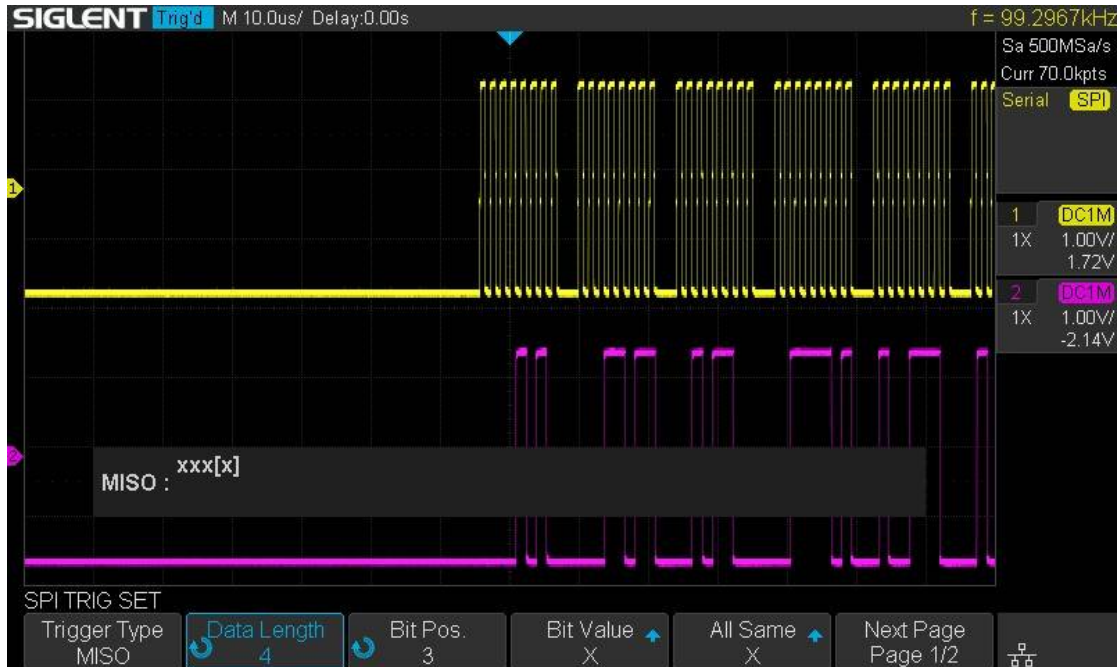 SIGLENT Trig'd M 10.0us/ Delay:0.00s f = 99.2967kHz
Sa 500MSa/s
Curr 70.0kpts
Serial SPI
1
1 DC1M
1X 1.00V/
1.72V
2 DC1M
1X 1.00V/
-2.14V
2
MISO : xxx[x]
SPI TRIG SET
Trigger Type Data Length Bit Pos. Bit Value All Same Next Page
MISO 4 3 X X Page 1/2